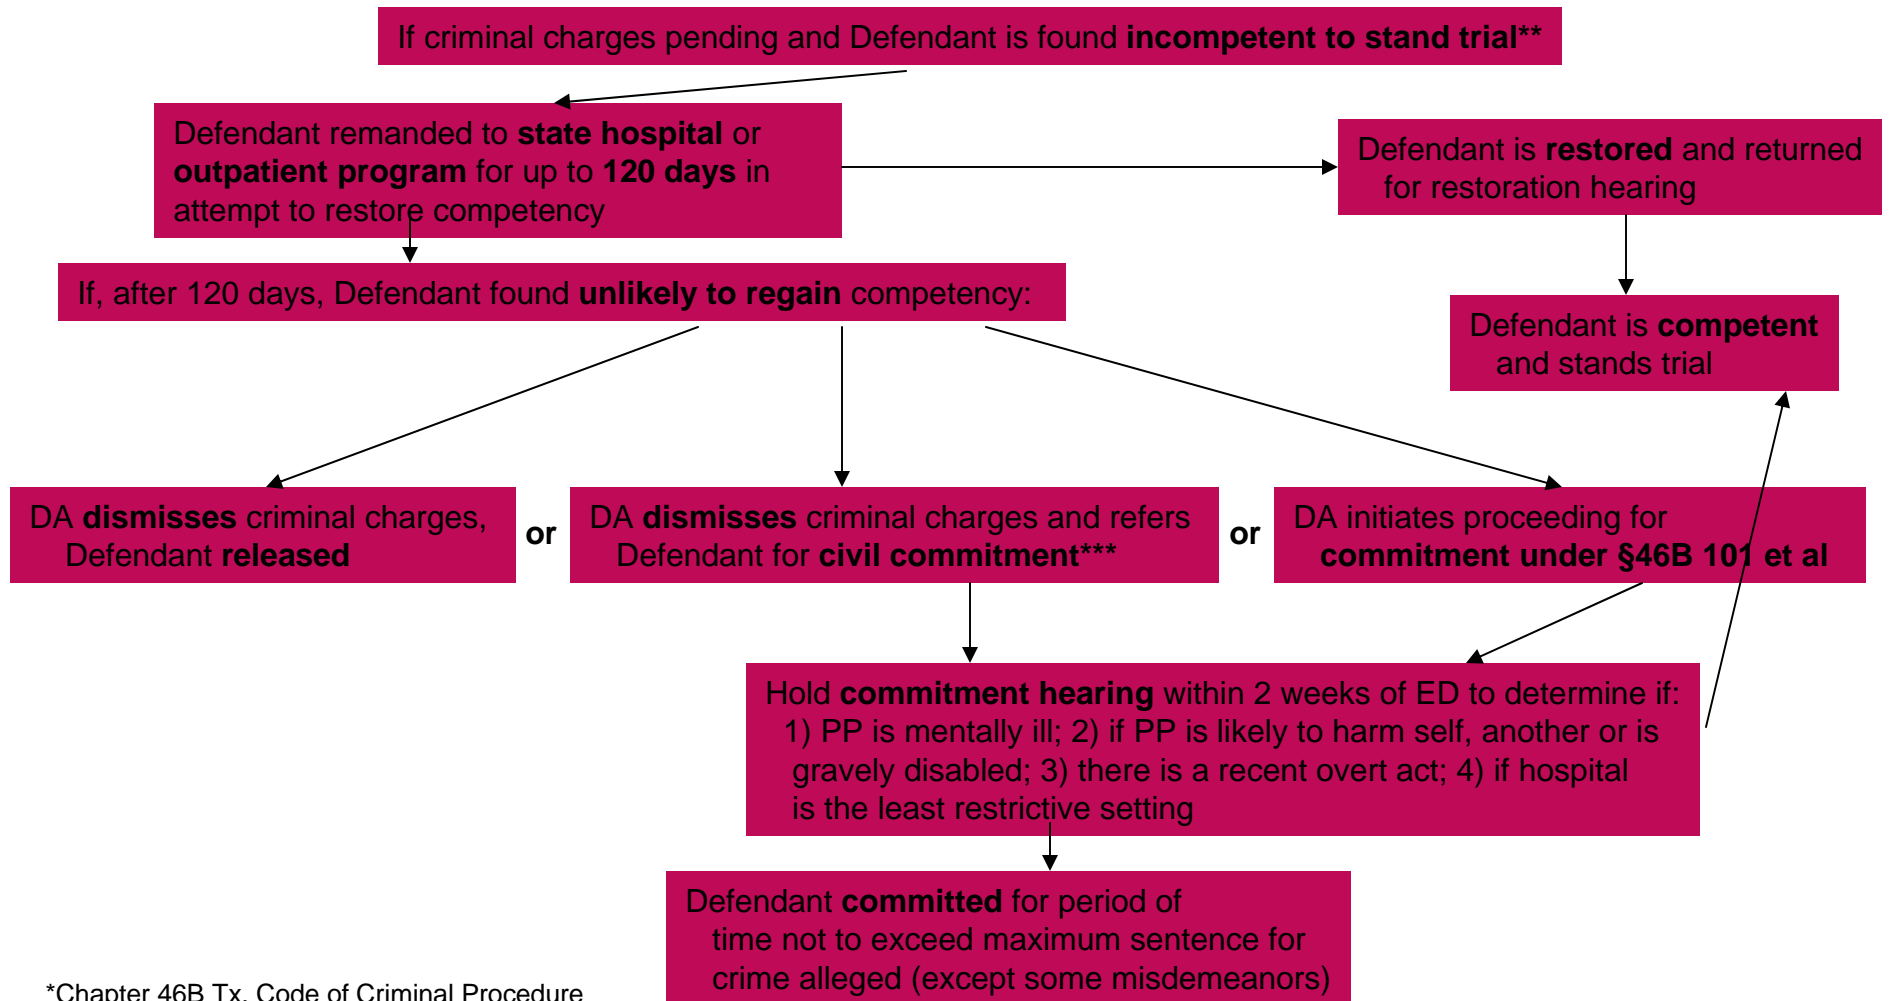 If criminal charges pending and Defendant is found incompetent to stand trial**
Defendant remanded to state hospital or
outpatient program for up to 120 days in
attempt to restore competency
Defendant is restored and returned
for restoration hearing
If, after 120 days, Defendant found unlikely to regain competency:
Defendant is competent
and stands trial
DA dismisses criminal charges,
Defendant released
or
DA dismisses criminal charges and refers
Defendant for civil commitment***
or
DA initiates proceeding for
commitment under §46B 101 et al
Hold commitment hearing within 2 weeks of ED to determine if:
1) PP is mentally ill; 2) if PP is likely to harm self, another or is
gravely disabled; 3) there is a recent overt act; 4) if hospital
is the least restrictive setting
Defendant committed for period of
time not to exceed maximum sentence for
crime alleged (except some misdemeanors)
*Chapter 46B Tx. Code of Criminal Procedure